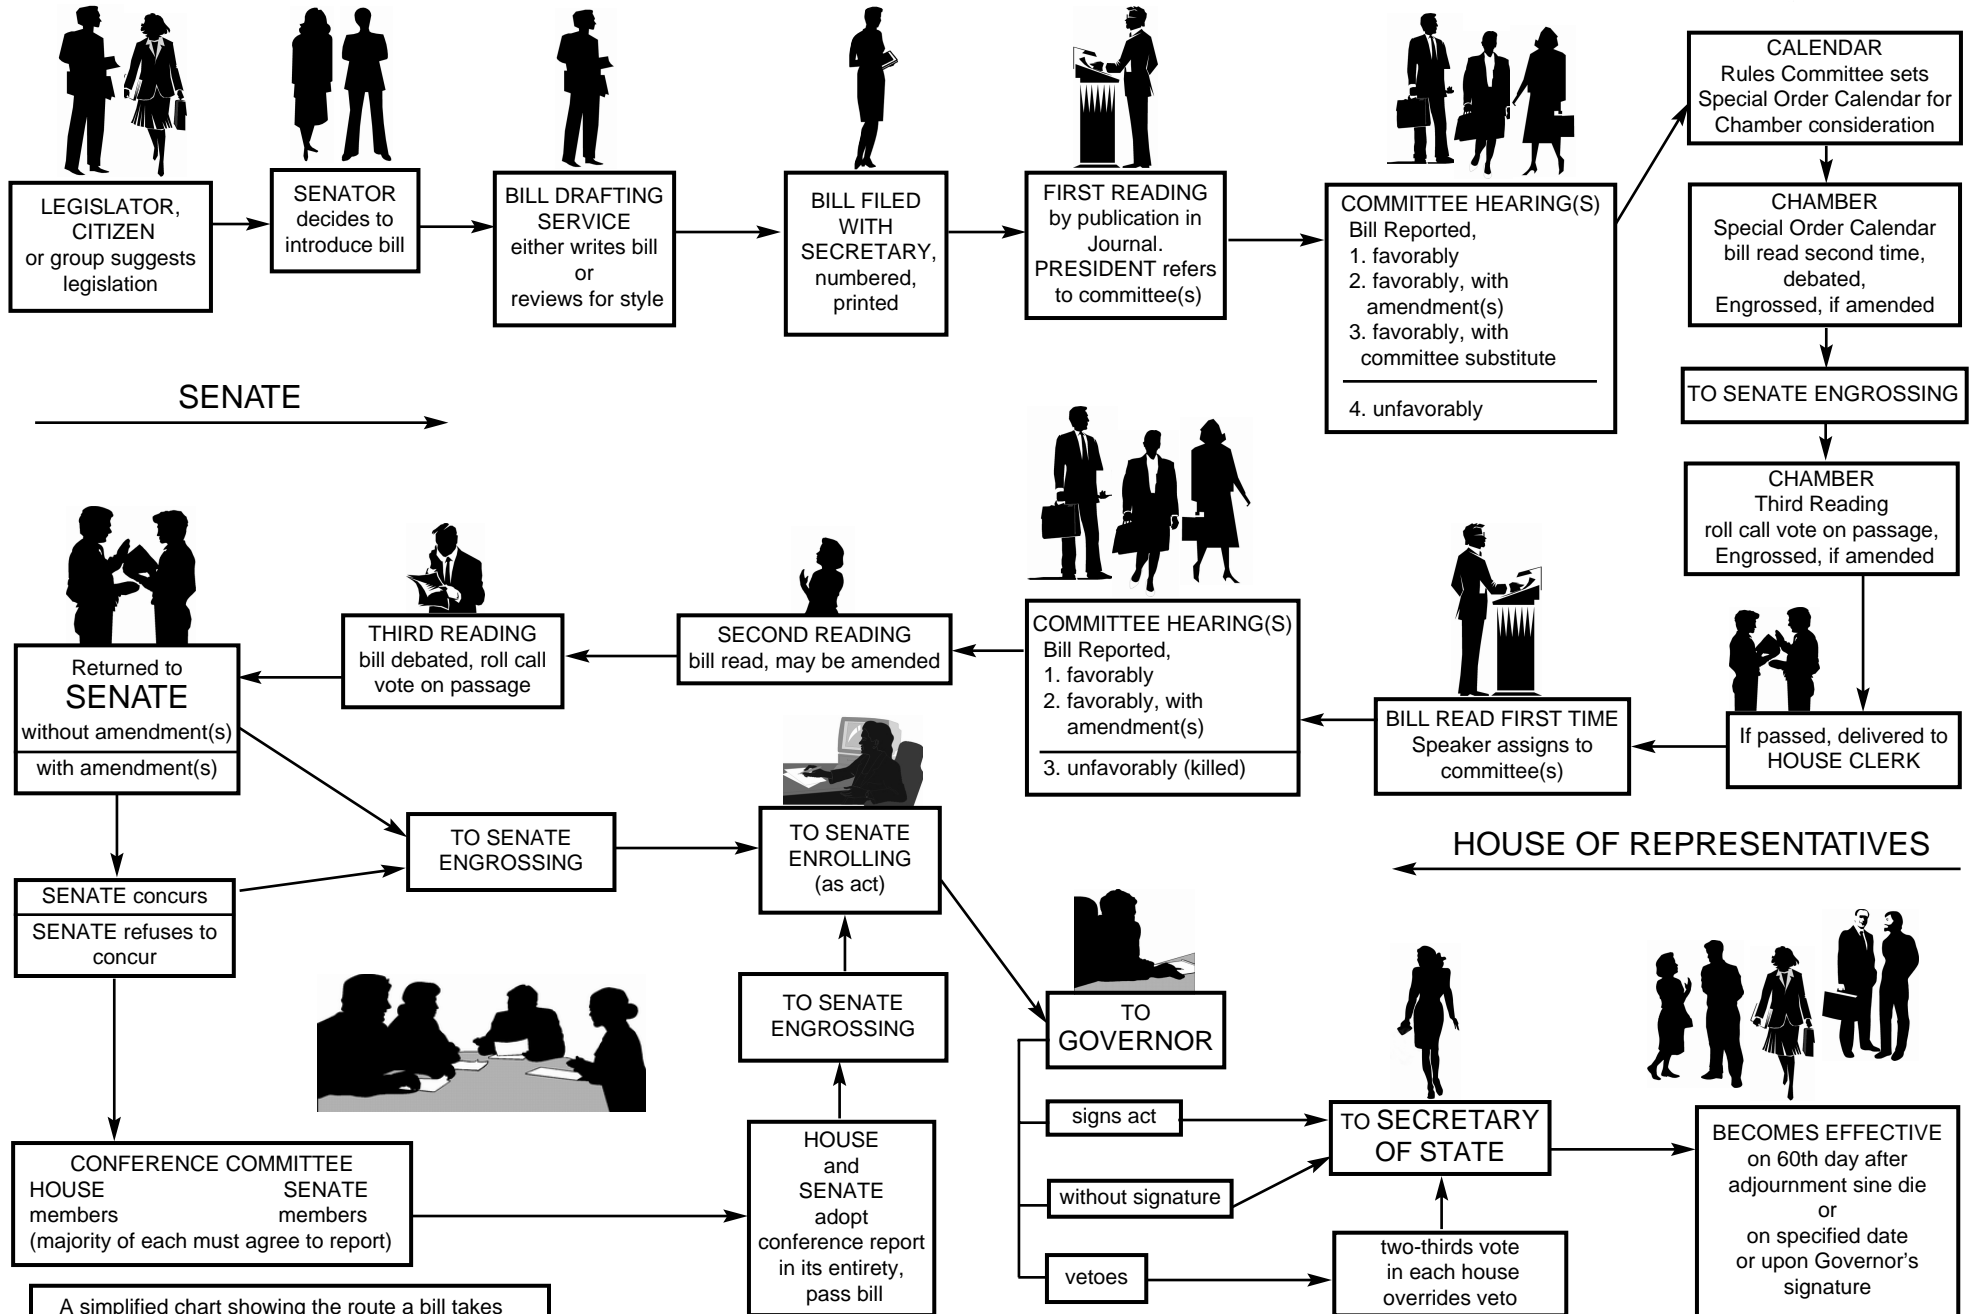 LEGISLATOR,
CITIZEN
or group suggests
legislation
SENATOR
decides to
introduce bill
BILL DRAFTING
SERVICE
either writes bill
or
reviews for style
BILL FILED
WITH
SECRETARY,
numbered,
printed
FIRST READING
by publication in
Journal.
PRESIDENT refers
to committee(s)
COMMITTEE HEARING(S)
Bill Reported,
1. favorably
2. favorably, with
amendment(s)
3. favorably, with
committee substitute
4. unfavorably
CALENDAR
Rules Committee sets
Special Order Calendar for
Chamber consideration
CHAMBER
Special Order Calendar
bill read second time,
debated,
Engrossed, if amended
TO SENATE ENGROSSING
CHAMBER
Third Reading
roll call vote on passage,
Engrossed, if amended
SENATE
If passed, delivered to
HOUSE CLERK
BILL READ FIRST TIME
Speaker assigns to
committee(s)
COMMITTEE HEARING(S)
Bill Reported,
1. favorably
2. favorably, with
amendment(s)
3. unfavorably (killed)
SECOND READING
bill read, may be amended
THIRD READING
bill debated, roll call
vote on passage
Returned to
SENATE
without amendment(s)
with amendment(s)
HOUSE OF REPRESENTATIVES
TO SENATE
ENGROSSING
TO SENATE
ENROLLING
(as act)
SENATE concurs
SENATE refuses to
concur
CONFERENCE COMMITTEE
HOUSE SENATE
members members
(majority of each must agree to report)
HOUSE
and
SENATE
adopt
conference report
in its entirety,
pass bill
TO SENATE
ENGROSSING
TO
GOVERNOR
signs act
without signature
vetoes
two-thirds vote
in each house
overrides veto
TO SECRETARY
OF STATE
BECOMES EFFECTIVE
on 60th day after
adjournment sine die
or
on specified date
or upon Governor's
signature
A simplified chart showing the route a bill takes